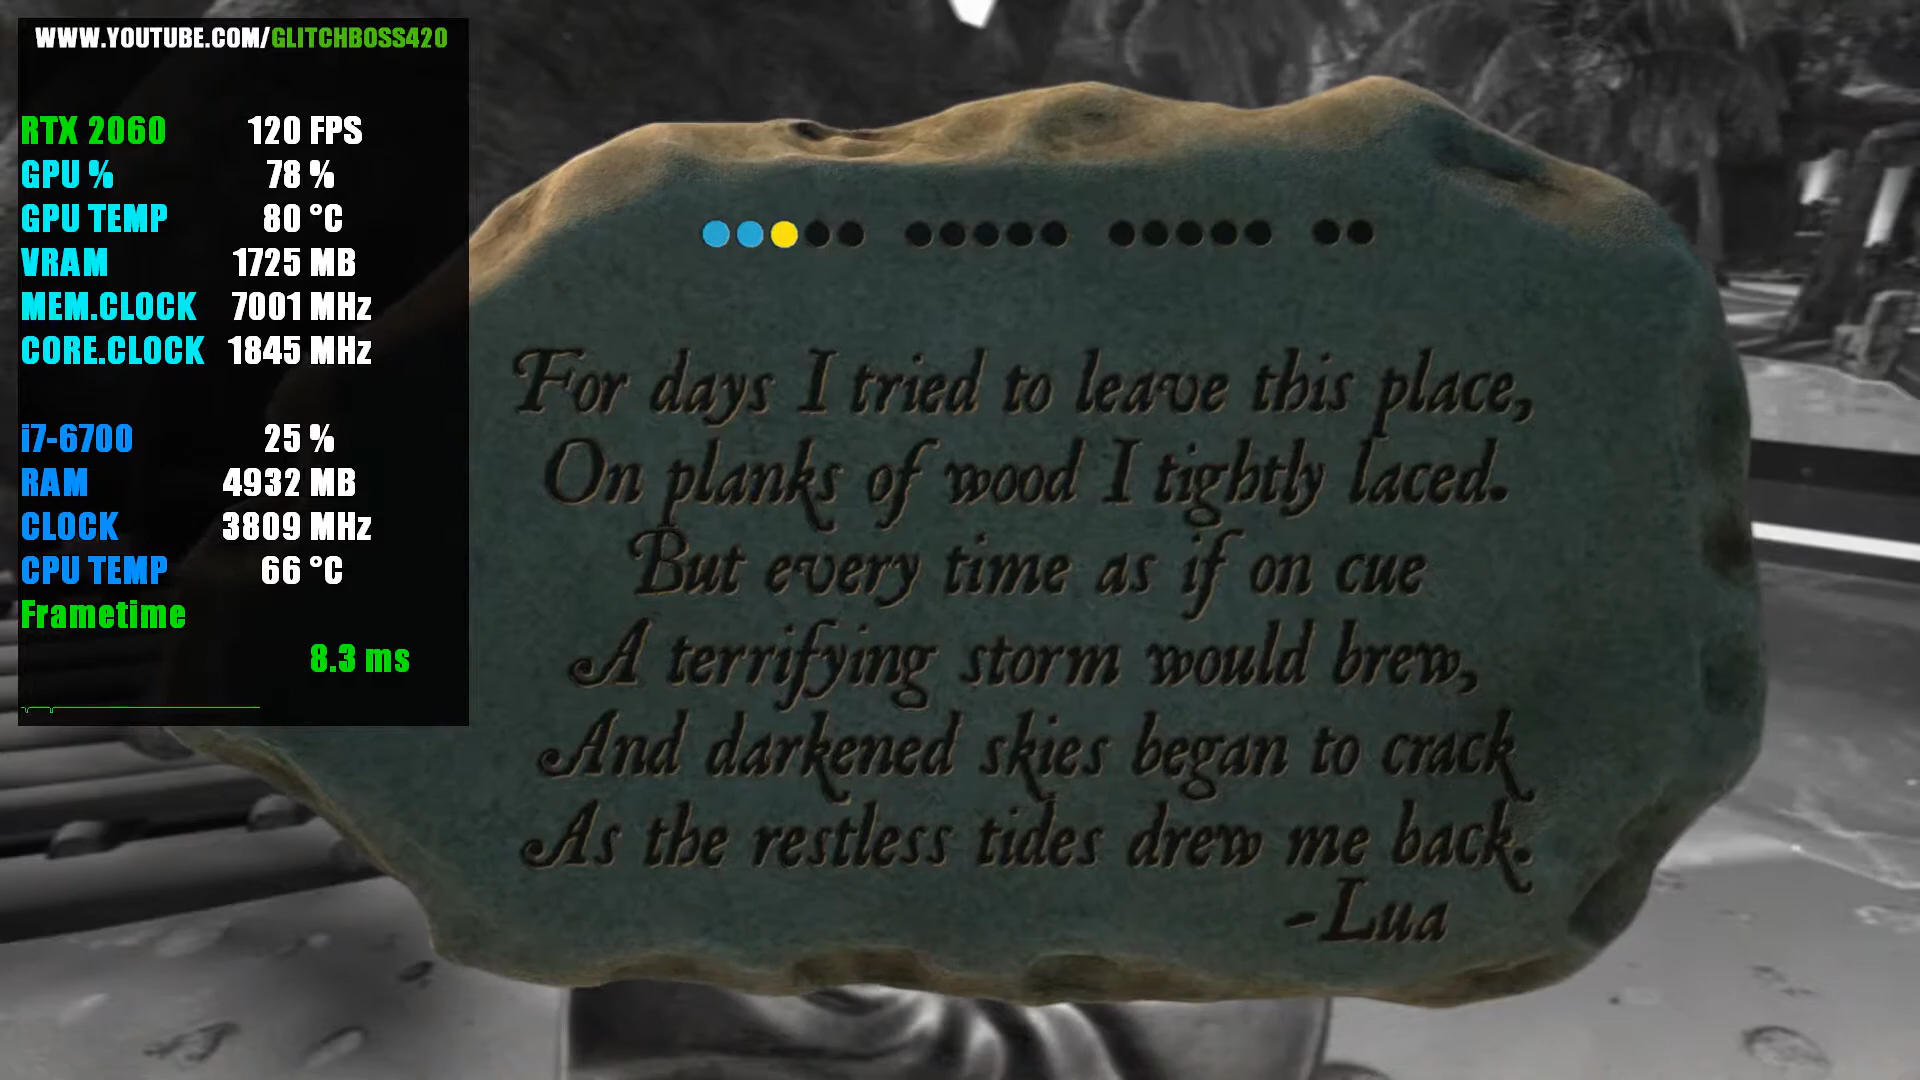 WWW.YOUTUBE.COM/GLITCHBOSS420
RTX 2060 120 FPS
GPU % 78 %
GPU TEMP 80 °C
VRAM 1725 MB
MEM.CLOCK 7001 MHz
CORE.CLOCK 1845 MHz
i7-6700 25 %
RAM 4932 MB
CLOCK 3809 MHz
CPU TEMP 66 °C
Frametime
8.3 ms
For days I tried to leave this place,
On planks of wood I tightly laced.
But every time as if on cue
A terrifying storm would brew,
And darkened skies began to crack
As the restless tides drew me back.
-Lua